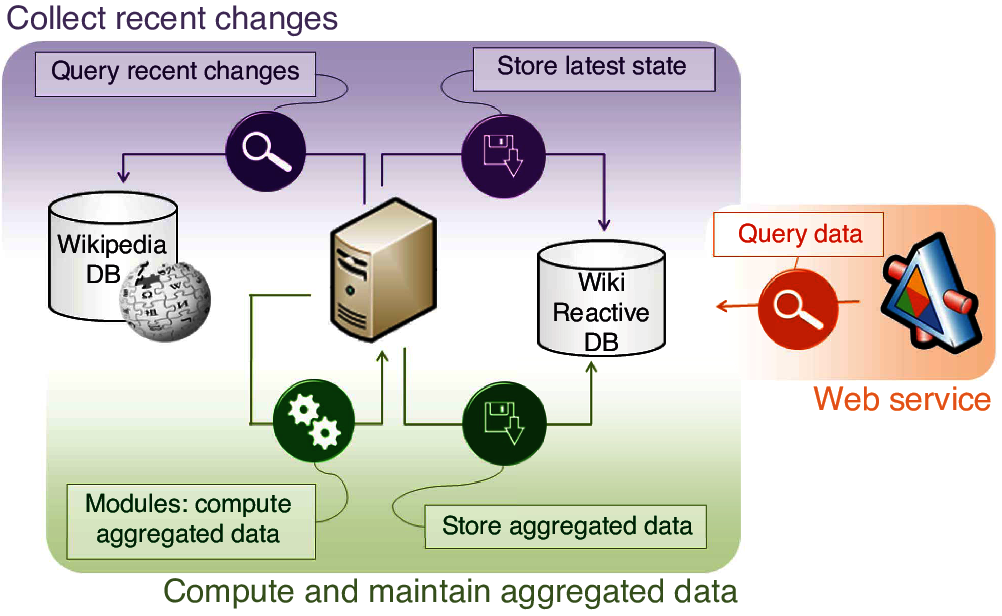 Collect recent changes
Query recent changes
Store latest state
Wikipedia
DB
Wiki
Reactive
DB
Query data
Web service
Modules: compute
aggregated data
Store aggregated data
Compute and maintain aggregated data